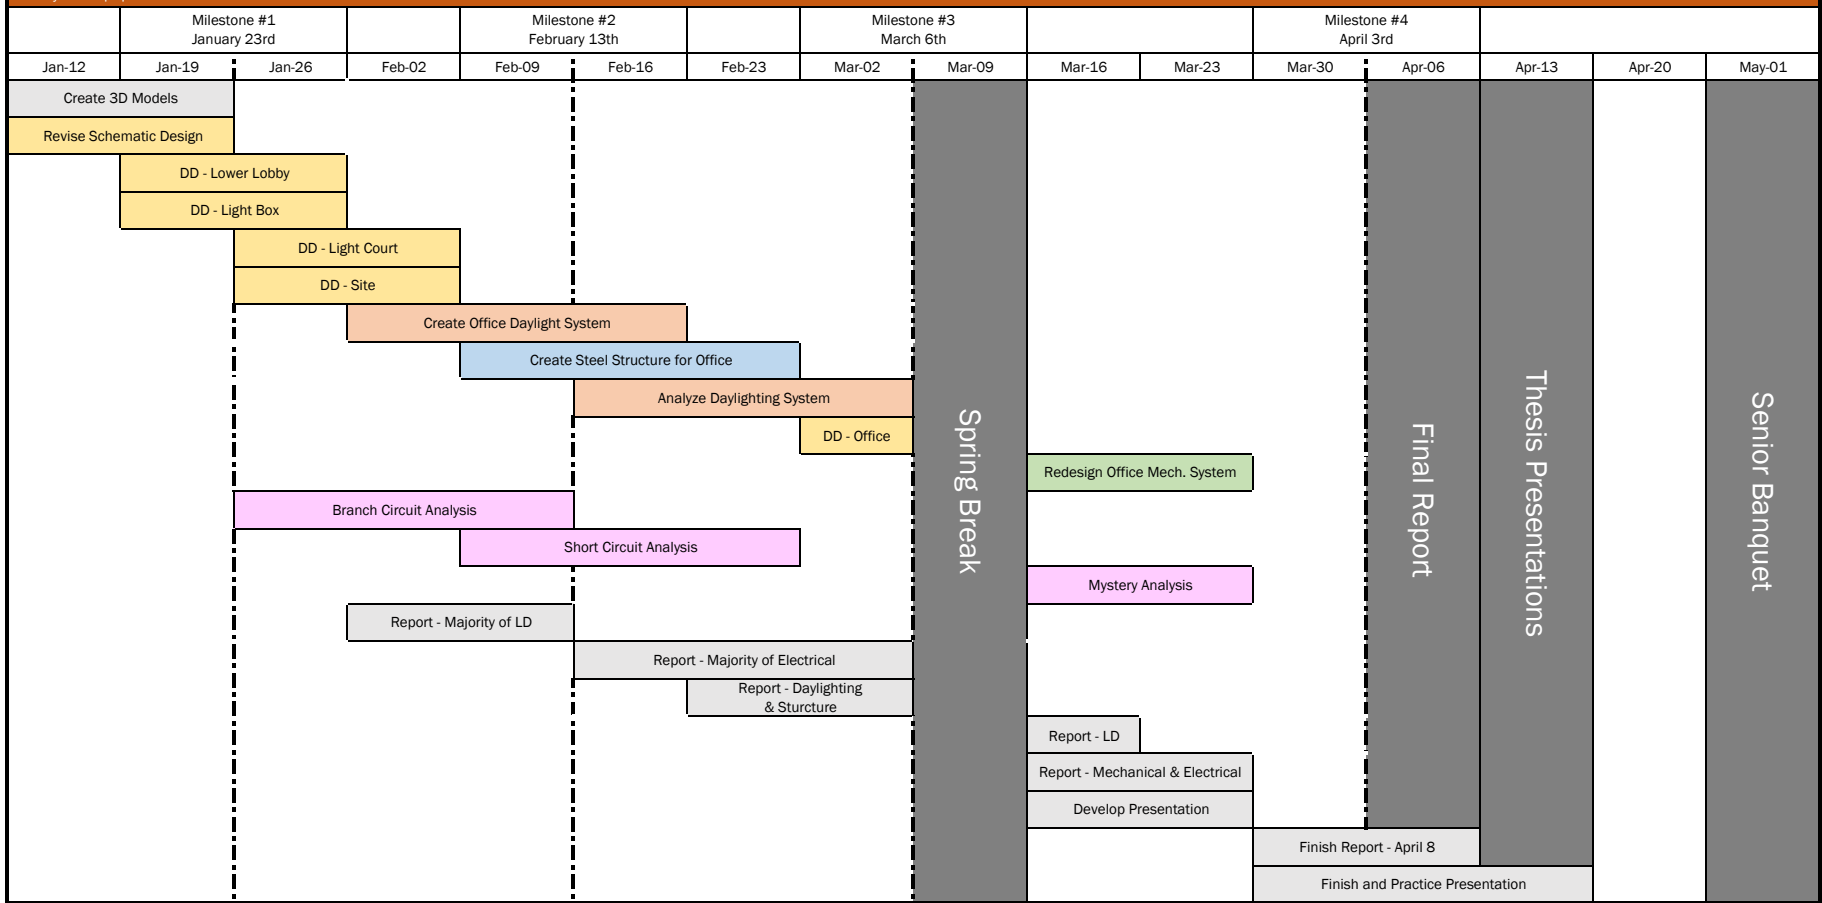 Milestone #1
January 23rd
Milestone #2
February 13th
Milestone #3
March 6th
Milestone #4
April 3rd
Jan-12 Jan-19 Jan-26 Feb-02 Feb-09 Feb-16 Feb-23 Mar-02 Mar-09 Mar-16 Mar-23 Mar-30 Apr-06 Apr-13 Apr-20 May-01
Create 3D Models
Revise Schematic Design
DD - Lower Lobby
DD - Light Box
DD - Light Court
DD - Site
Create Office Daylight System
Create Steel Structure for Office
Analyze Daylighting System
DD - Office
Redesign Office Mech. System
Branch Circuit Analysis
Short Circuit Analysis
Mystery Analysis
Report - Majority of LD
Report - Majority of Electrical
Report - Daylighting
& Sturcture
Report - LD
Report - Mechanical & Electrical
Develop Presentation
Finish Report - April 8
Finish and Practice Presentation
Spring Break
Final Report
Thesis Presentations
Senior Banquet